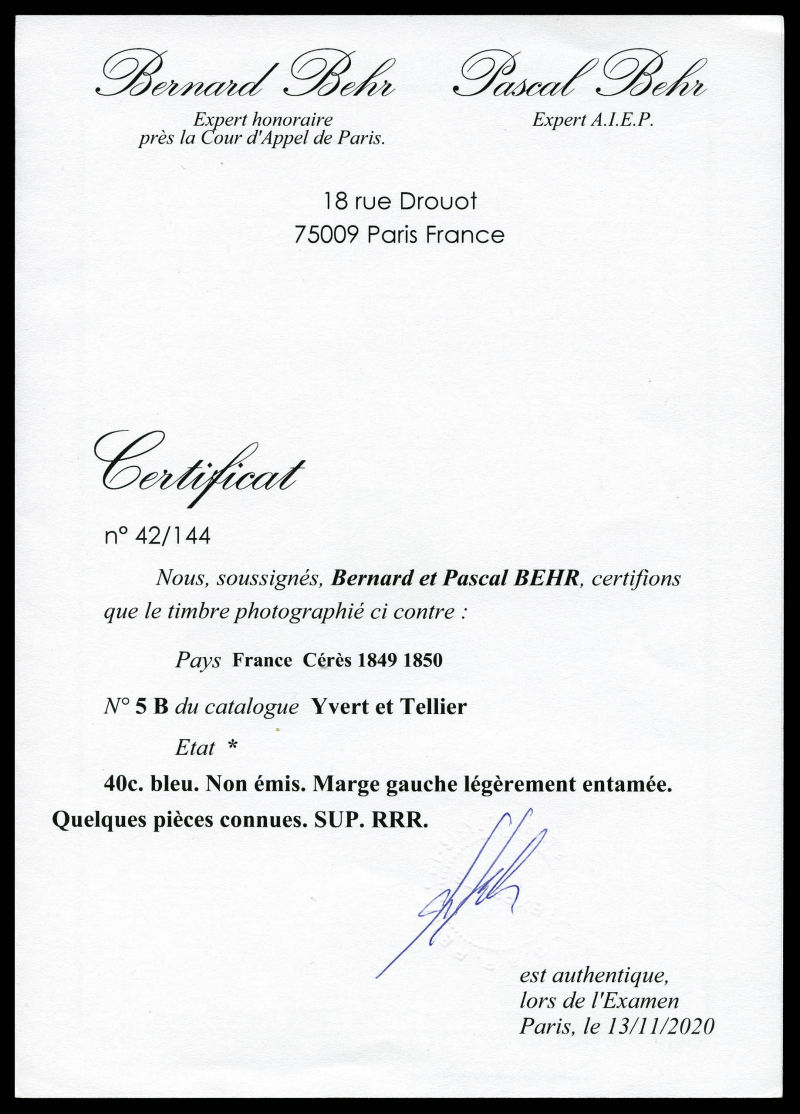 Bernard Behr
Pascal Behr
Expert honoraire
près la Cour d'Appel de Paris.
Expert A.I.E.P.
18 rue Drouot
75009 Paris France
Certificat
n° 42/144
Nous, soussignés, Bernard et Pascal BEHR, certifions
que le timbre photographié ci contre :
Pays France Cérès 1849 1850
N° 5 B du catalogue Yvert et Tellier
Etat *
40c. bleu. Non émis. Marge gauche légèrement entamée.
Quelques pièces connues. SUP. RRR.
est authentique,
lors de l'Examen
Paris, le 13/11/2020